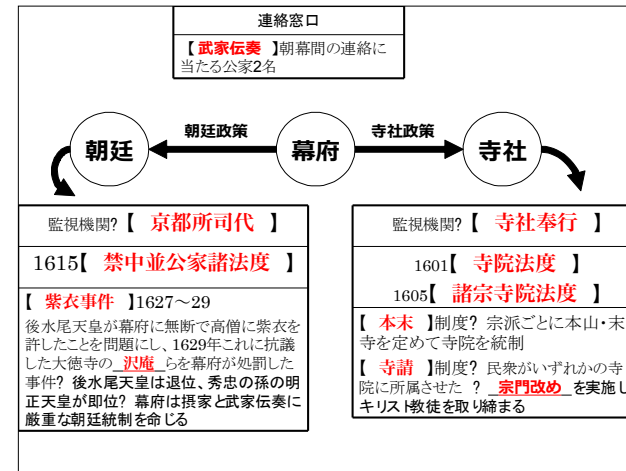 連絡窓口
【 武家伝奏 】朝幕間の連絡に
当たる公家2名
朝廷政策
寺社政策
朝廷
幕府
寺社
監視機関?【 京都所司代 】
1615【 禁中並公家諸法度 】
【 紫衣事件 】1627～29
後水尾天皇が幕府に無断で高僧に紫衣を
許したことを問題にし、1629年これに抗議
した大徳寺の 沢庵 らを幕府が処罰した
事件? 後水尾天皇は退位、秀忠の孫の明
正天皇が即位? 幕府は摂家と武家伝奏に
厳重な朝廷統制を命じる
監視機関?【 寺社奉行 】
1601【 寺院法度 】
1605【 諸宗寺院法度 】
【 本末 】制度? 宗派ごとに本山・末
寺を定めて寺院を統制
【 寺請 】制度? 民衆がいずれかの寺
院に所属させた ? 宗門改め を実施し
キリスト教徒を取り締まる